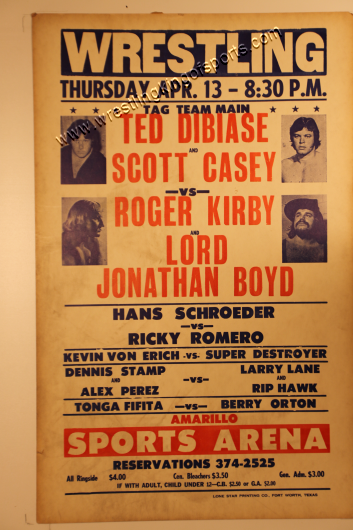 WRESTLING
THURSDAY APR. 13 - 8:30 P.M.
TAG TEAM MAIN
TED DIBIASE
AND
SCOTT CASEY
-VS-
ROGER KIRBY
AND
LORD
JONATHAN BOYD
HANS SCHROEDER
-VS-
RICKY ROMERO
KEVIN VON ERICH -VS- SUPER DESTROYER
DENNIS STAMP AND ALEX PEREZ -VS- LARRY LANE AND RIP HAWK
TONGA FIFITA -VS- BERRY ORTON
AMARILLO
SPORTS ARENA
RESERVATIONS 374-2525
All Ringside $4.00 Cen. Bleachers $3.50 Gen. Adm. $3.00
IF WITH ADULT, CHILD UNDER 12-C.B. $2.50 or G.A. $2.00
LONE STAR PRINTING CO., FORT WORTH, TEXAS